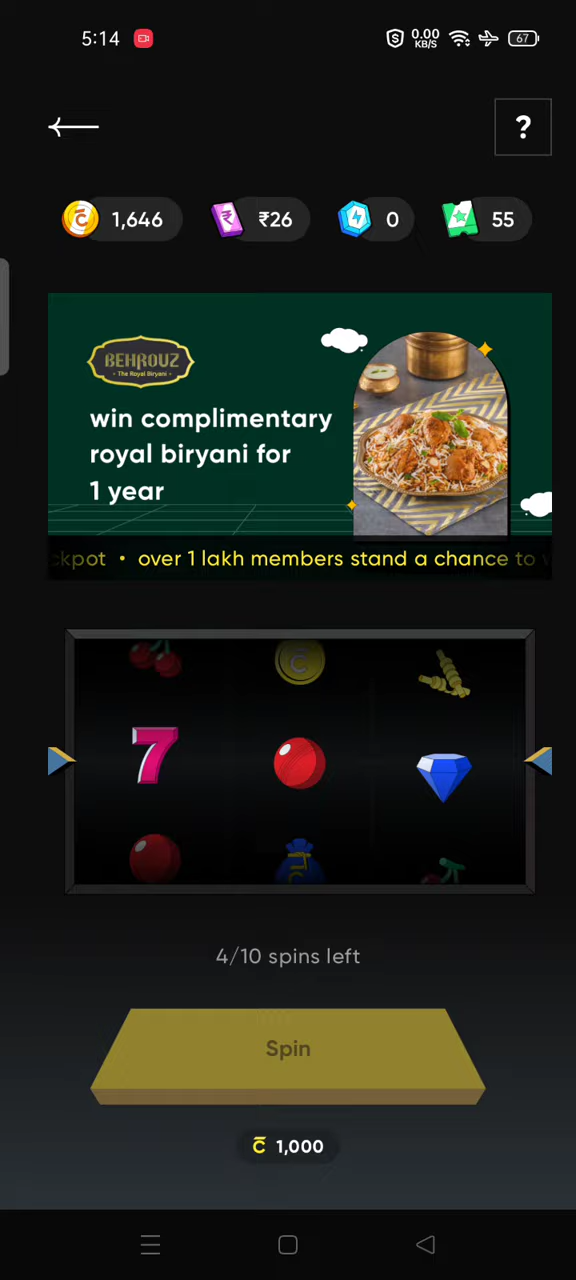 5:14
0.00
KB/S
67
?
1,646
₹26
0
55
BEHROUZ
- The Royal Biryani -
win complimentary
royal biryani for
1 year
ckpot • over 1 lakh members stand a chance to
7
4/10 spins left
Spin
1,000